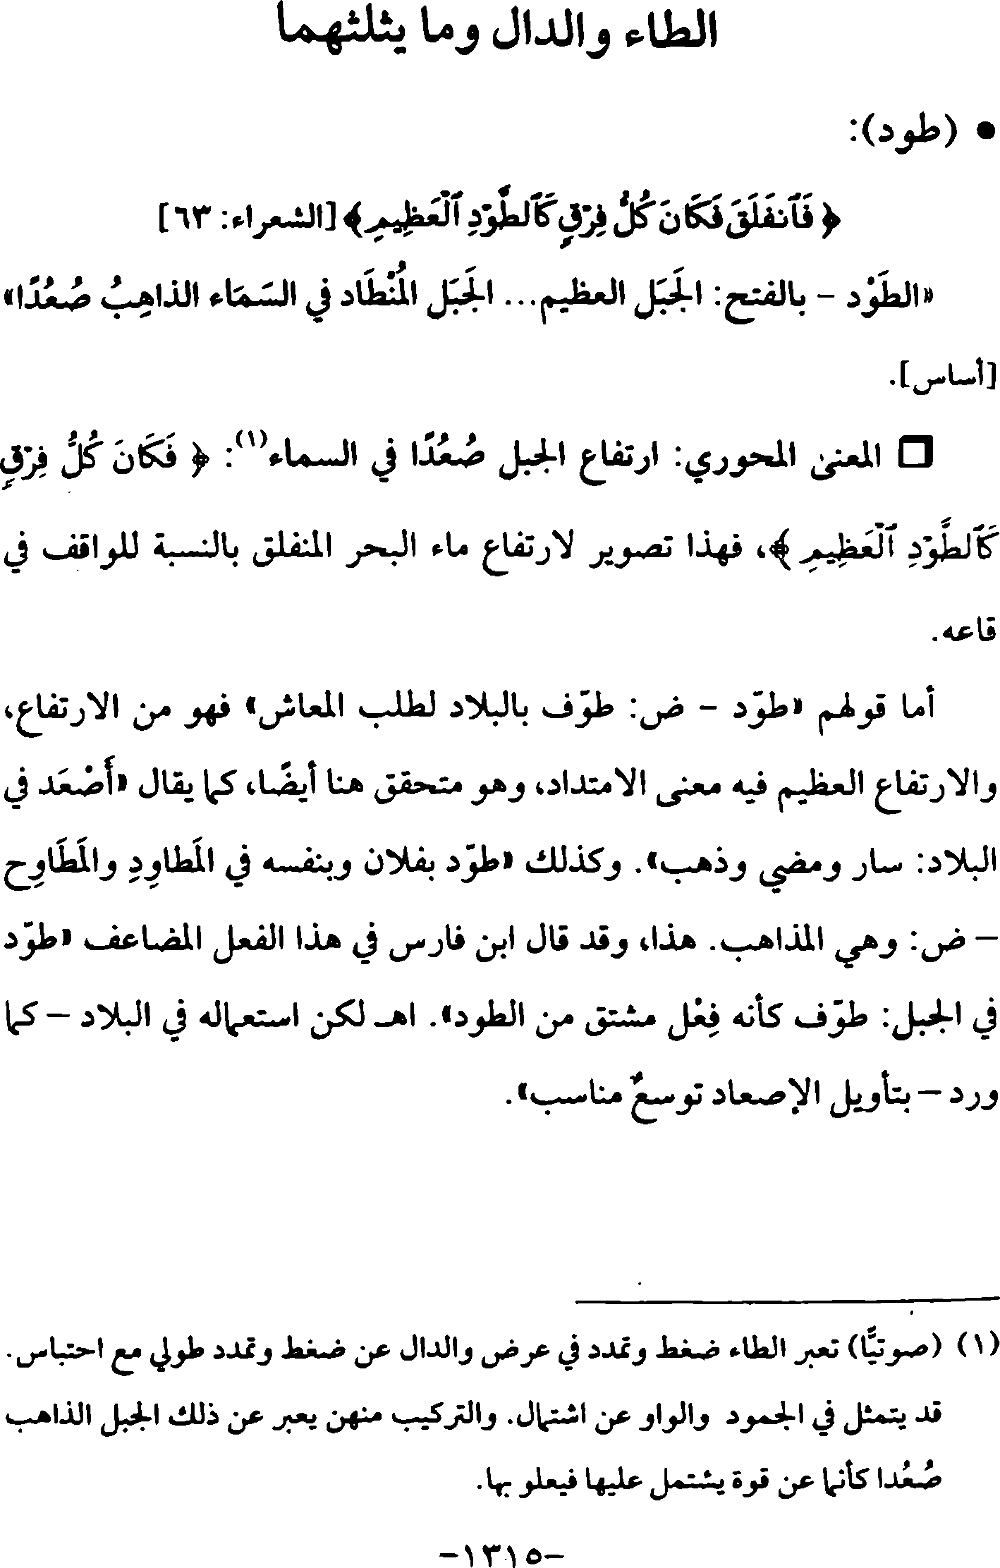 الطاء والدال وما يثلثهما
• (طود):
﴿ فَٱنفَلَقَ فَكَانَ كُلُّ فِرْقٍ كَٱلطَّوْدِ ٱلْعَظِيمِ ﴾ [الشعراء: ٦٣]
«الطَوْد – بالفتح: الجَبَل العظيم... الجَبَل المُنْطَاد في السَمَاء الذاهِبُ صُعُدًا»
[أساس].
❒ المعنى المحوري: ارتفاع الجبل صُعُدًا في السماء(١): ﴿ فَكَانَ كُلُّ فِرْقٍ
كَٱلطَّوْدِ ٱلْعَظِيمِ ﴾، فهذا تصوير لارتفاع ماء البحر المنفلق بالنسبة للواقف في
قاعه.
أما قولهم «طوّد – ض: طوّف بالبلاد لطلب المعاش» فهو من الارتفاع،
والارتفاع العظيم فيه معنى الامتداد، وهو متحقق هنا أيضًا، كما يقال «أَصْعَد في
البلاد: سار ومضي وذهب». وكذلك «طوّد بفلان وبنفسه في المَطاوِدِ والمَطَاوِح
– ض: وهي المذاهب. هذا، وقد قال ابن فارس في هذا الفعل المضاعف «طوّد
في الجبل: طوّف كأنه فِعْل مشتق من الطود». اهـ لكن استعماله في البلاد – كما
ورد – بتأويل الإصعاد توسعٌ مناسب».
(١) (صوتيًّا) تعبر الطاء ضغط وتمدد في عرض والدال عن ضغط وتمدد طولي مع احتباس.
قد يتمثل في الجمود والواو عن اشتمال. والتركيب منهن يعبر عن ذلك الجبل الذاهب
صُعُدا كأنما عن قوة يشتمل عليها فيعلو بها.
–١٣١٥–